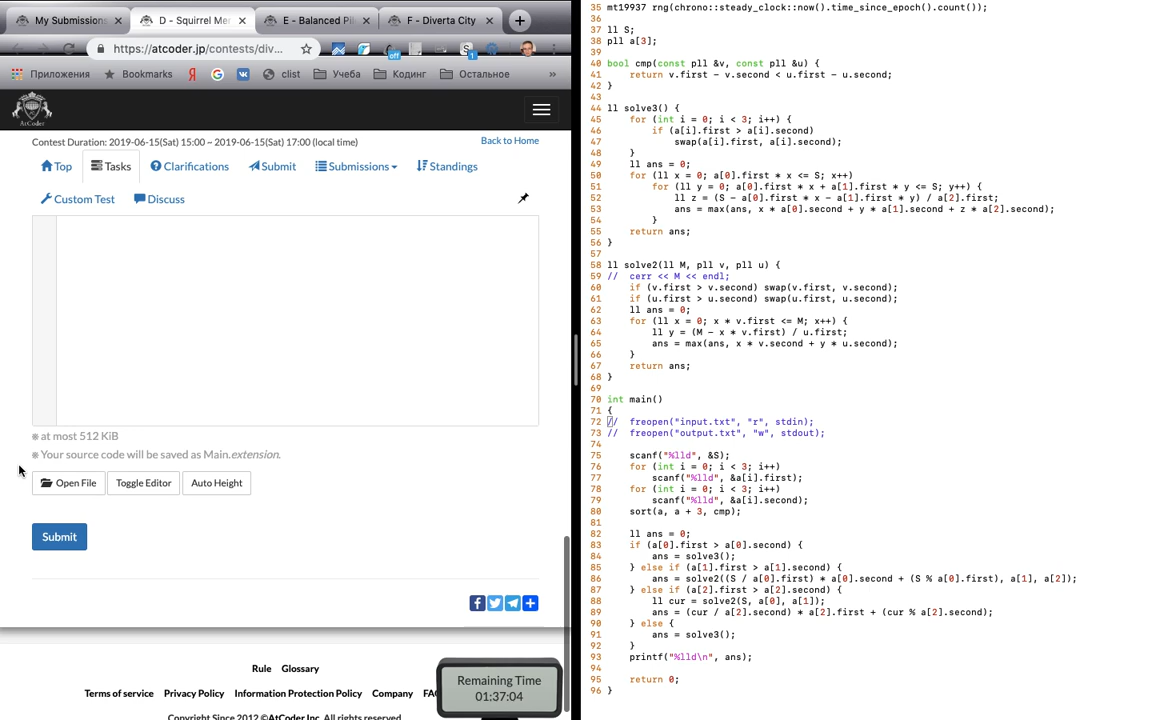 My Submissions
D - Squirrel Mer
E - Balanced Pil
F - Diverta City
https://atcoder.jp/contests/div...
off
S
1
Приложения
Bookmarks
Я
G
clist
Учеба
Кодинг
Остальное
»
AtCoder
Contest Duration: 2019-06-15(Sat) 15:00 ~ 2019-06-15(Sat) 17:00 (local time)
Back to Home
Top
Tasks
Clarifications
Submit
Submissions
Standings
Custom Test
Discuss
※ at most 512 KiB
※ Your source code will be saved as Main.extension.
Open File
Toggle Editor
Auto Height
Submit
Rule
Glossary
Terms of service
Privacy Policy
Information Protection Policy
Company
FAQ
Copyright Since 2012 ©AtCoder Inc. All rights reserved.
Remaining Time
01:37:04
35 mt19937 rng(chrono::steady_clock::now().time_since_epoch().count());
36
37 ll S;
38 pll a[3];
39
40 bool cmp(const pll &v, const pll &u) {
41 return v.first - v.second < u.first - u.second;
42 }
43
44 ll solve3() {
45 for (int i = 0; i < 3; i++) {
46 if (a[i].first > a[i].second)
47 swap(a[i].first, a[i].second);
48 }
49 ll ans = 0;
50 for (ll x = 0; a[0].first * x <= S; x++)
51 for (ll y = 0; a[0].first * x + a[1].first * y <= S; y++) {
52 ll z = (S - a[0].first * x - a[1].first * y) / a[2].first;
53 ans = max(ans, x * a[0].second + y * a[1].second + z * a[2].second);
54 }
55 return ans;
56 }
57
58 ll solve2(ll M, pll v, pll u) {
59 // cerr << M << endl;
60 if (v.first > v.second) swap(v.first, v.second);
61 if (u.first > u.second) swap(u.first, u.second);
62 ll ans = 0;
63 for (ll x = 0; x * v.first <= M; x++) {
64 ll y = (M - x * v.first) / u.first;
65 ans = max(ans, x * v.second + y * u.second);
66 }
67 return ans;
68 }
69
70 int main()
71 {
72 // freopen("input.txt", "r", stdin);
73 // freopen("output.txt", "w", stdout);
74
75 scanf("%lld", &S);
76 for (int i = 0; i < 3; i++)
77 scanf("%lld", &a[i].first);
78 for (int i = 0; i < 3; i++)
79 scanf("%lld", &a[i].second);
80 sort(a, a + 3, cmp);
81
82 ll ans = 0;
83 if (a[0].first > a[0].second) {
84 ans = solve3();
85 } else if (a[1].first > a[1].second) {
86 ans = solve2((S / a[0].first) * a[0].second + (S % a[0].first), a[1], a[2]);
87 } else if (a[2].first > a[2].second) {
88 ll cur = solve2(S, a[0], a[1]);
89 ans = (cur / a[2].second) * a[2].first + (cur % a[2].second);
90 } else {
91 ans = solve3();
92 }
93 printf("%lld\n", ans);
94
95 return 0;
96 }